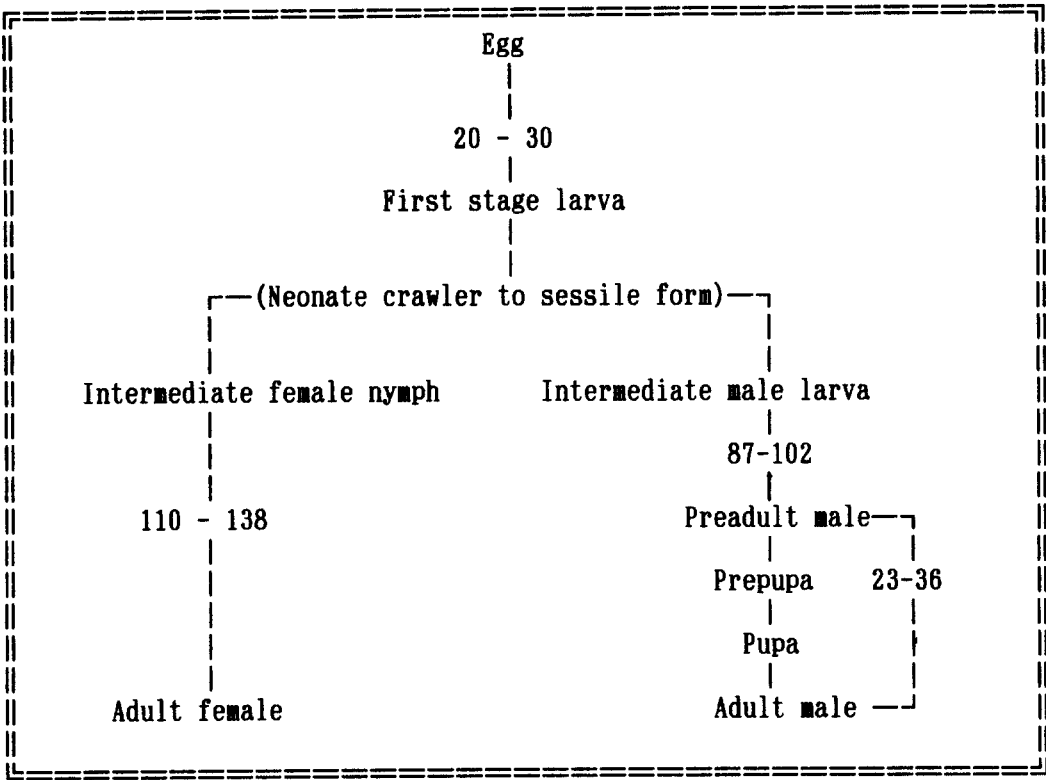 Egg
20 - 30
First stage larva
(Neonate crawler to sessile form)
Intermediate female nymph Intermediate male larva
87-102
110 - 138 Preadult male
Prepupa 23-36
Pupa
Adult female Adult male